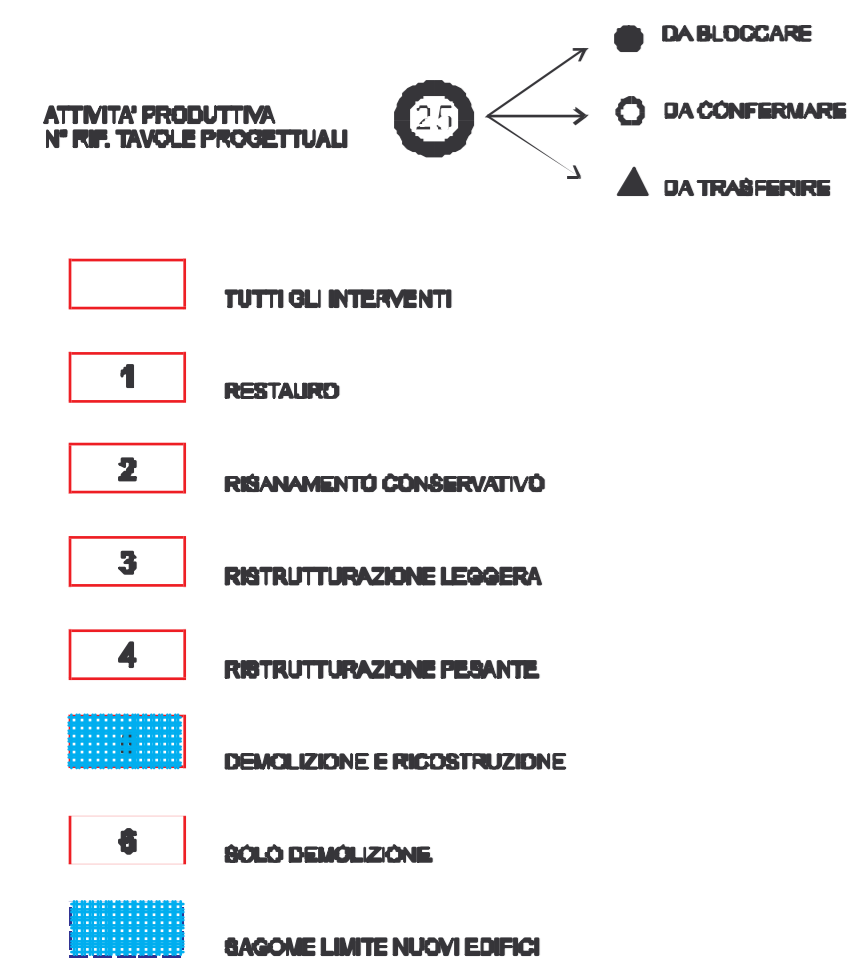 DA BLOCCARE
ATTIVITA' PRODUTTIVA
N° RIF. TAVOLE PROGETTUALI
25
DA CONFERMARE
DA TRASFERIRE
TUTTI GLI INTERVENTI
1
RESTAURO
2
RISANAMENTO CONSERVATIVO
3
RISTRUTTURAZIONE LEGGERA
4
RISTRUTTURAZIONE PESANTE
DEMOLIZIONE E RICOSTRUZIONE
6
SOLO DEMOLIZIONE
SAGOME LIMITE NUOVI EDIFICI